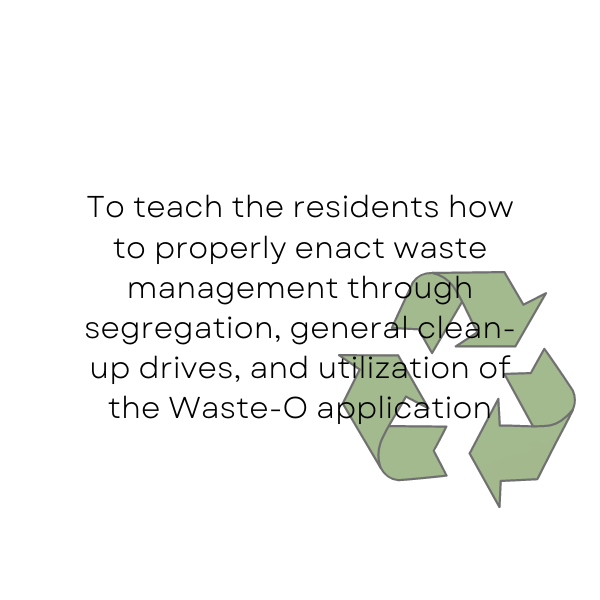 To teach the residents how
to properly enact waste
management through
segregation, general clean-
up drives, and utilization of
the Waste-O application